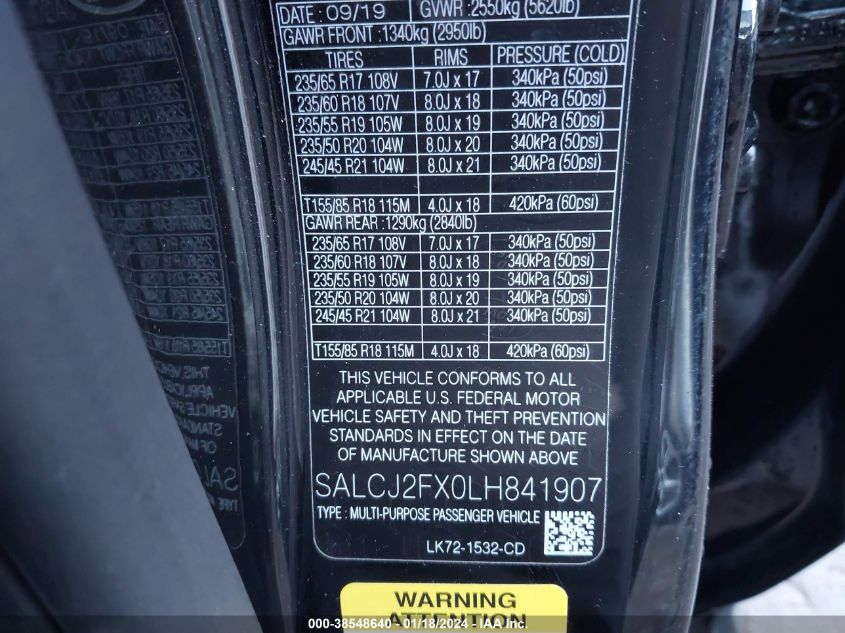 DATE: 09/19 GVWR: 2550kg (5620lb)
GAWR FRONT: 1340kg (2950lb)
TIRES RIMS PRESSURE (COLD)
235/65 R17 108V 7.0J x 17 340kPa (50psi)
235/60 R18 107V 8.0J x 18 340kPa (50psi)
235/55 R19 105W 8.0J x 19 340kPa (50psi)
235/50 R20 104W 8.0J x 20 340kPa (50psi)
245/45 R21 104W 8.0J x 21 340kPa (50psi)
T155/85 R18 115M 4.0J x 18 420kPa (60psi)
GAWR REAR: 1290kg (2840lb)
235/65 R17 108V 7.0J x 17 340kPa (50psi)
235/60 R18 107V 8.0J x 18 340kPa (50psi)
235/55 R19 105W 8.0J x 19 340kPa (50psi)
235/50 R20 104W 8.0J x 20 340kPa (50psi)
245/45 R21 104W 8.0J x 21 340kPa (50psi)
T155/85 R18 115M 4.0J x 18 420kPa (60psi)
THIS VEHICLE CONFORMS TO ALL
APPLICABLE U.S. FEDERAL MOTOR
VEHICLE SAFETY AND THEFT PREVENTION
STANDARDS IN EFFECT ON THE DATE
OF MANUFACTURE SHOWN ABOVE
SALCJ2FX0LH841907
TYPE : MULTI-PURPOSE PASSENGER VEHICLE
LK72-1532-CD
WARNING
ATTENTION
000-38548640 - 01/18/2024 - IAA Inc.